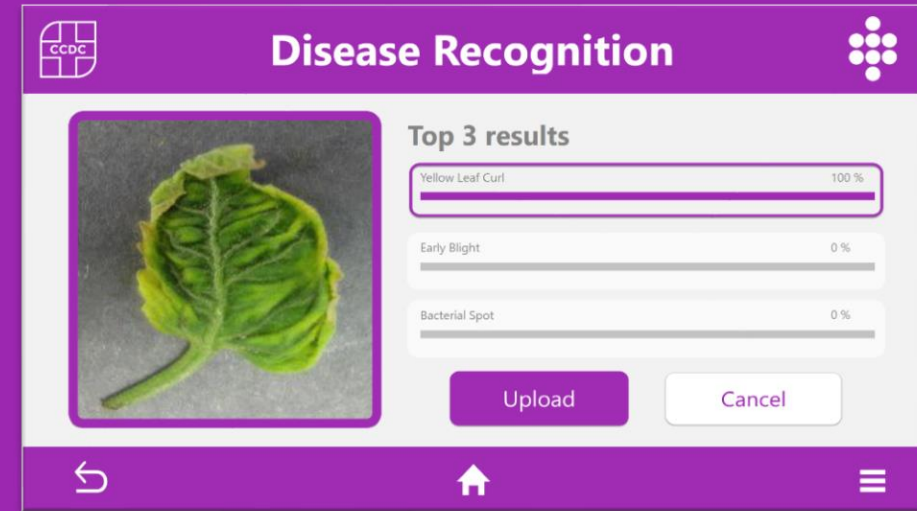 CCDC
Disease Recognition
Top 3 results
Yellow Leaf Curl 100 %
Early Blight 0 %
Bacterial Spot 0 %
Upload Cancel